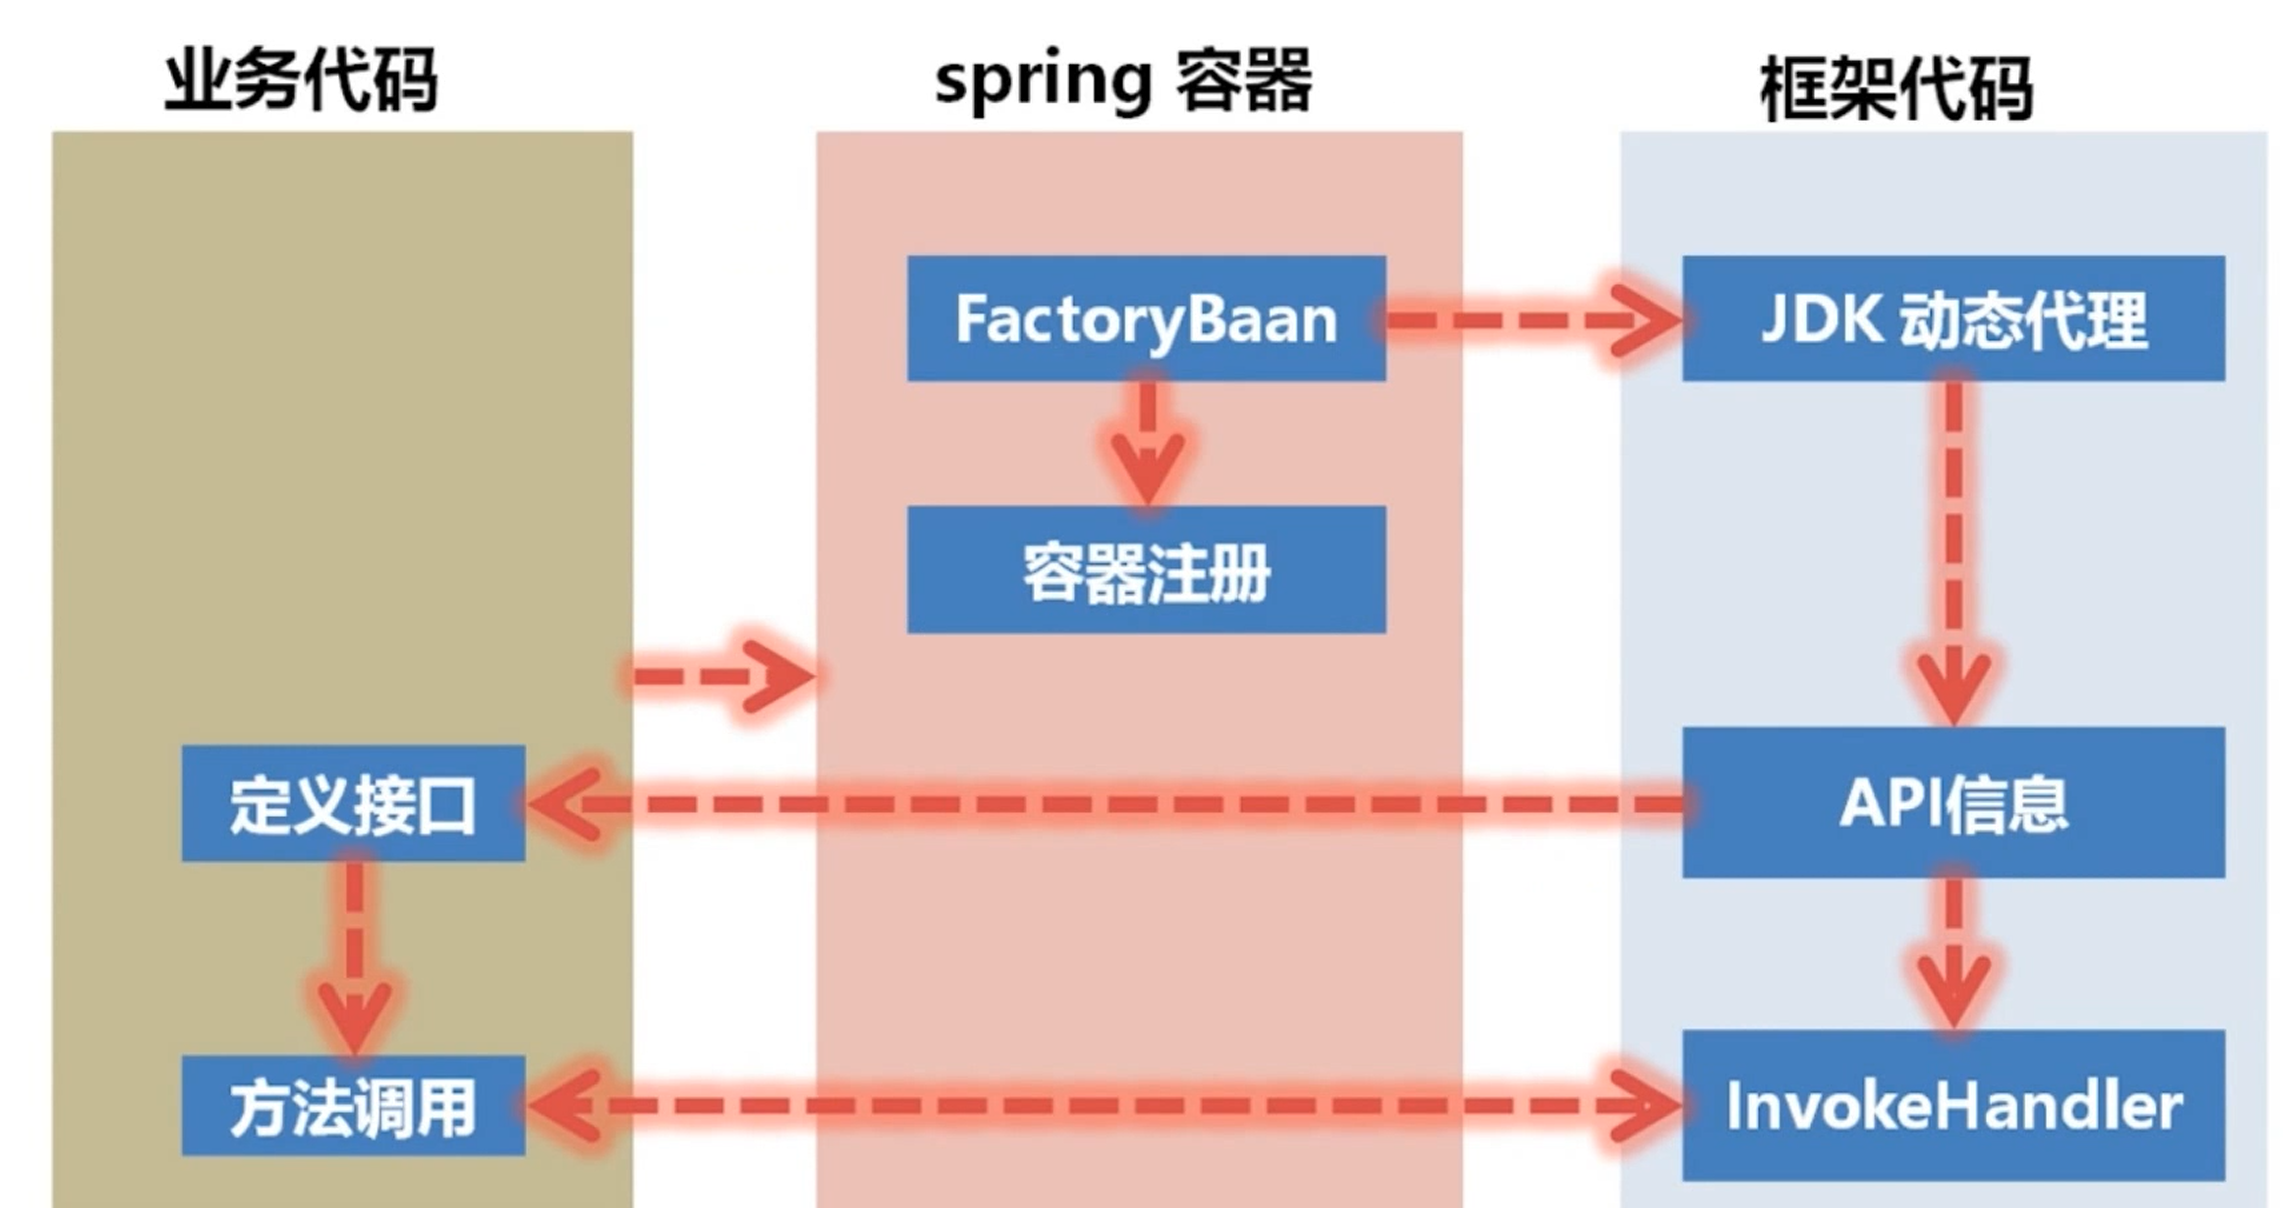 业务代码
spring 容器
框架代码
FactoryBaan
JDK 动态代理
容器注册
定义接口
API信息
方法调用
InvokeHandler